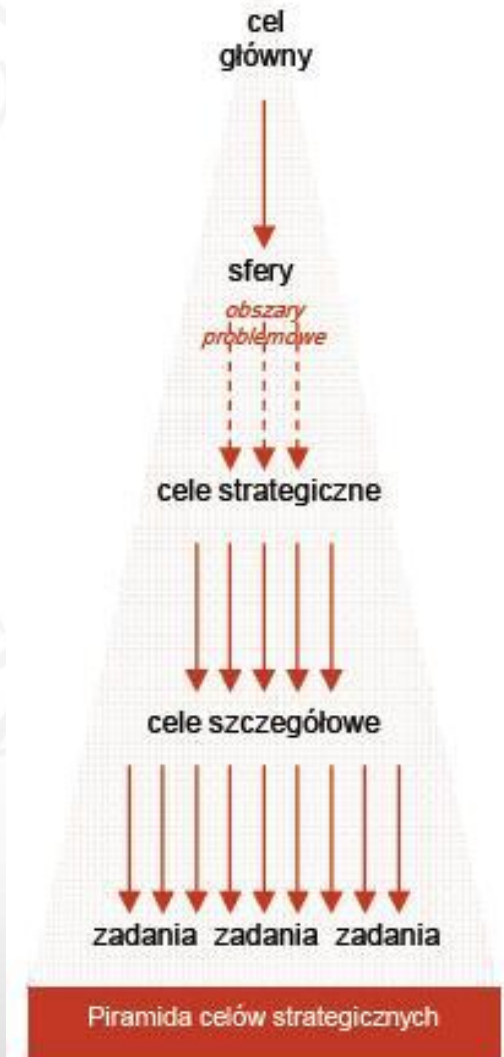 cel
główny
sfery
obszary
problemowe
cele strategiczne
cele szczegółowe
zadania zadania zadania
Piramida celów strategicznych